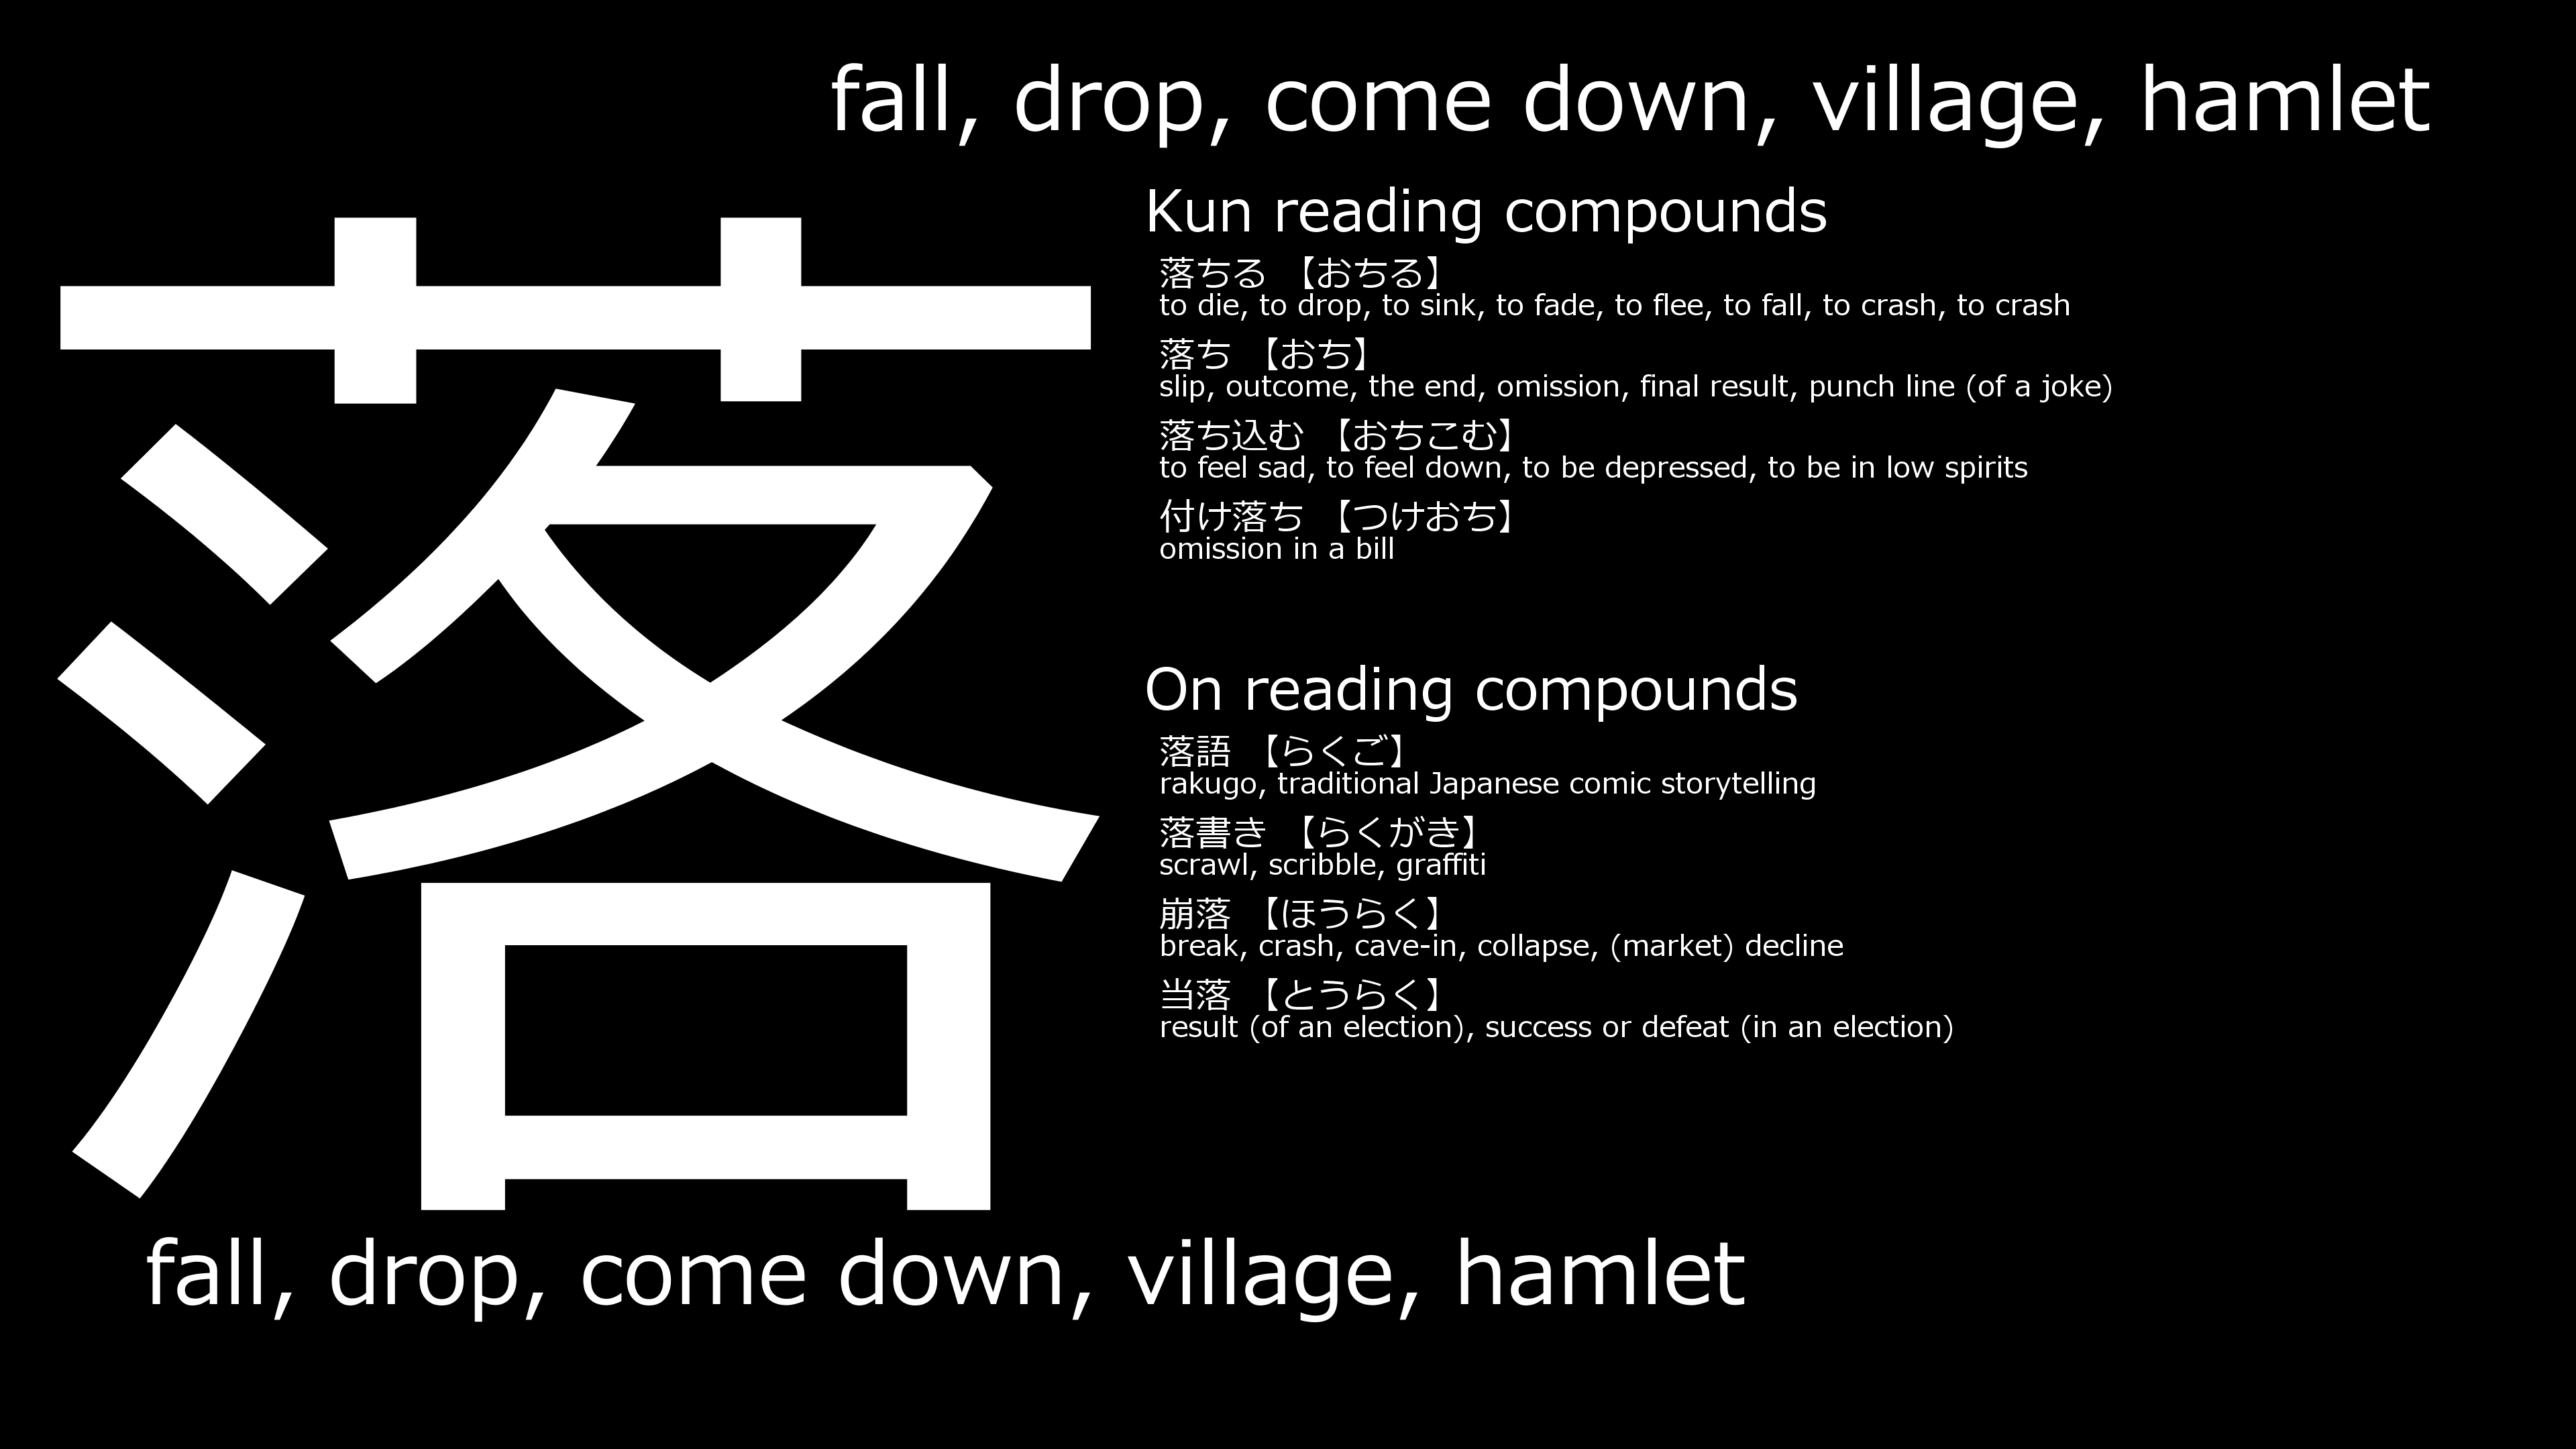 fall, drop, come down, village, hamlet
落
Kun reading compounds
落ちる 【おちる】
to die, to drop, to sink, to fade, to flee, to fall, to crash, to crash
落ち 【おち】
slip, outcome, the end, omission, final result, punch line (of a joke)
落ち込む 【おちこむ】
to feel sad, to feel down, to be depressed, to be in low spirits
付け落ち 【つけおち】
omission in a bill
On reading compounds
落語 【らくご】
rakugo, traditional Japanese comic storytelling
落書き 【らくがき】
scrawl, scribble, graffiti
崩落 【ほうらく】
break, crash, cave-in, collapse, (market) decline
当落 【とうらく】
result (of an election), success or defeat (in an election)
fall, drop, come down, village, hamlet